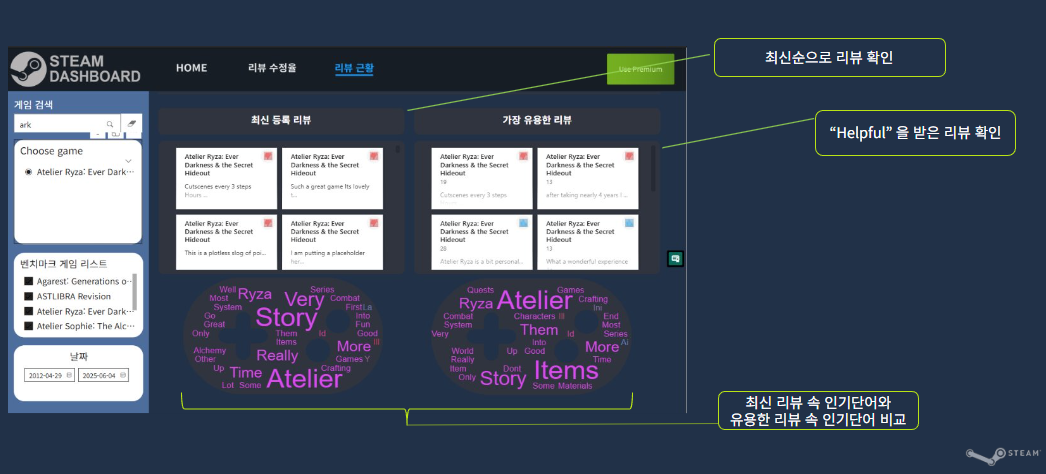 STEAM
DASHBOARD
HOME
리뷰 수정율
리뷰 근황
Use Premium
최신순으로 리뷰 확인
“Helpful” 을 받은 리뷰 확인
게임 검색
ark
Choose game
Atelier Ryza: Ever Dark···
벤치마크 게임 리스트
Agarest: Generations o···
ASTLIBRA Revision
Atelier Ryza: Ever Dark···
Atelier Sophie: The Alc···
날짜
2012-04-29
2025-06-04
최신 등록 리뷰
Atelier Ryza: Ever
Darkness & the Secret
Hideout
Cutscenes every 3 steps
Hours ...
Atelier Ryza: Ever
Darkness & the Secret
Hideout
Such a great game Its lovely
t...
Atelier Ryza: Ever
Darkness & the Secret
Hideout
This is a plotless slog of poi...
Atelier Ryza: Ever
Darkness & the Secret
Hideout
I am putting a placeholder
her...
가장 유용한 리뷰
Atelier Ryza: Ever
Darkness & the Secret
Hideout
19
Cutscenes every 3 steps
Atelier Ryza: Ever
Darkness & the Secret
Hideout
13
after taking nearly 4 years I ...
Atelier Ryza: Ever
Darkness & the Secret
Hideout
28
Atelier Ryza is a bit personal...
Atelier Ryza: Ever
Darkness & the Secret
Hideout
13
What a wonderful experience
Well
Series
Most
Ryza
Very
Combat
System
First
La
Go
Story
Into
Great
Fun
Only
Them
Id
Good
Items
More
Ill
Alchemy
Really
Other
Games
Y
Up
Time
Crafting
Atelier
Lot
Some
Quests
Games
Ryza
Atelier
Crafting
Ini
Combat
Characters
Ill
End
System
Them
Most
Very
Id
Series
Into
Ai
World
Up
Good
More
Really
Time
Item
Dont
Items
Only
Story
Some
Materials
최신 리뷰 속 인기단어와
유용한 리뷰 속 인기단어 비교
STEAM